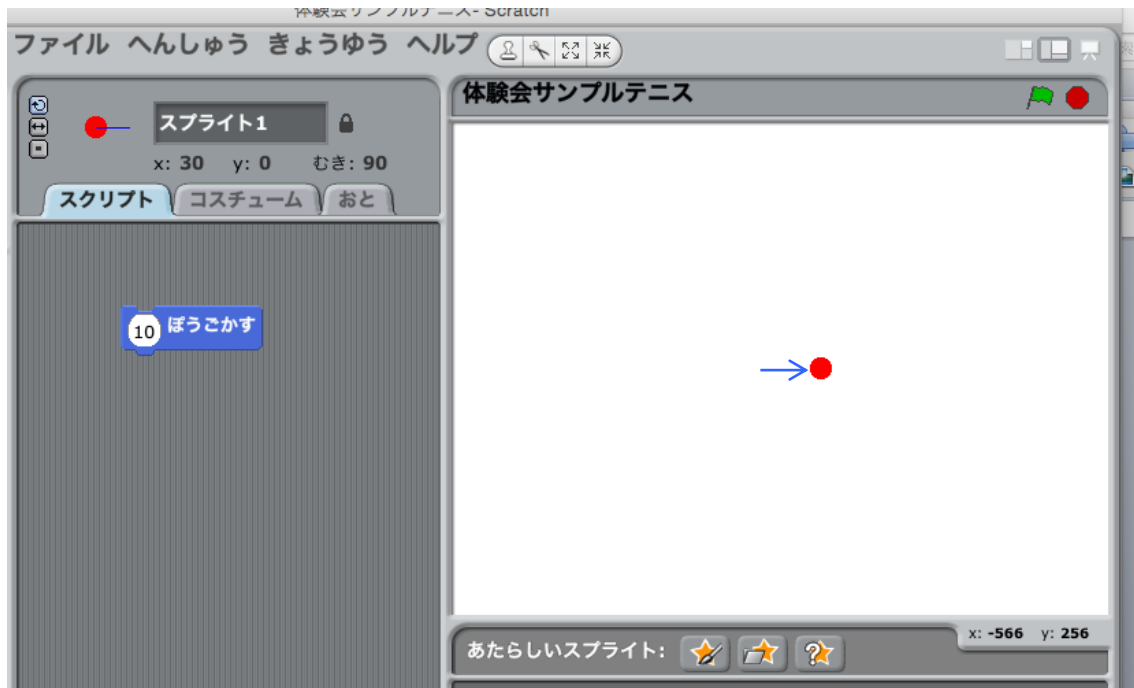 体験会サンプルテニス- Scratch
ファイル へんしゅう きょうゆう ヘルプ
スプライト1
x: 30 y: 0 むき: 90
スクリプト コスチューム おと
10 ぽうごかす
体験会サンプルテニス
x: -566 y: 256
あたらしいスプライト: